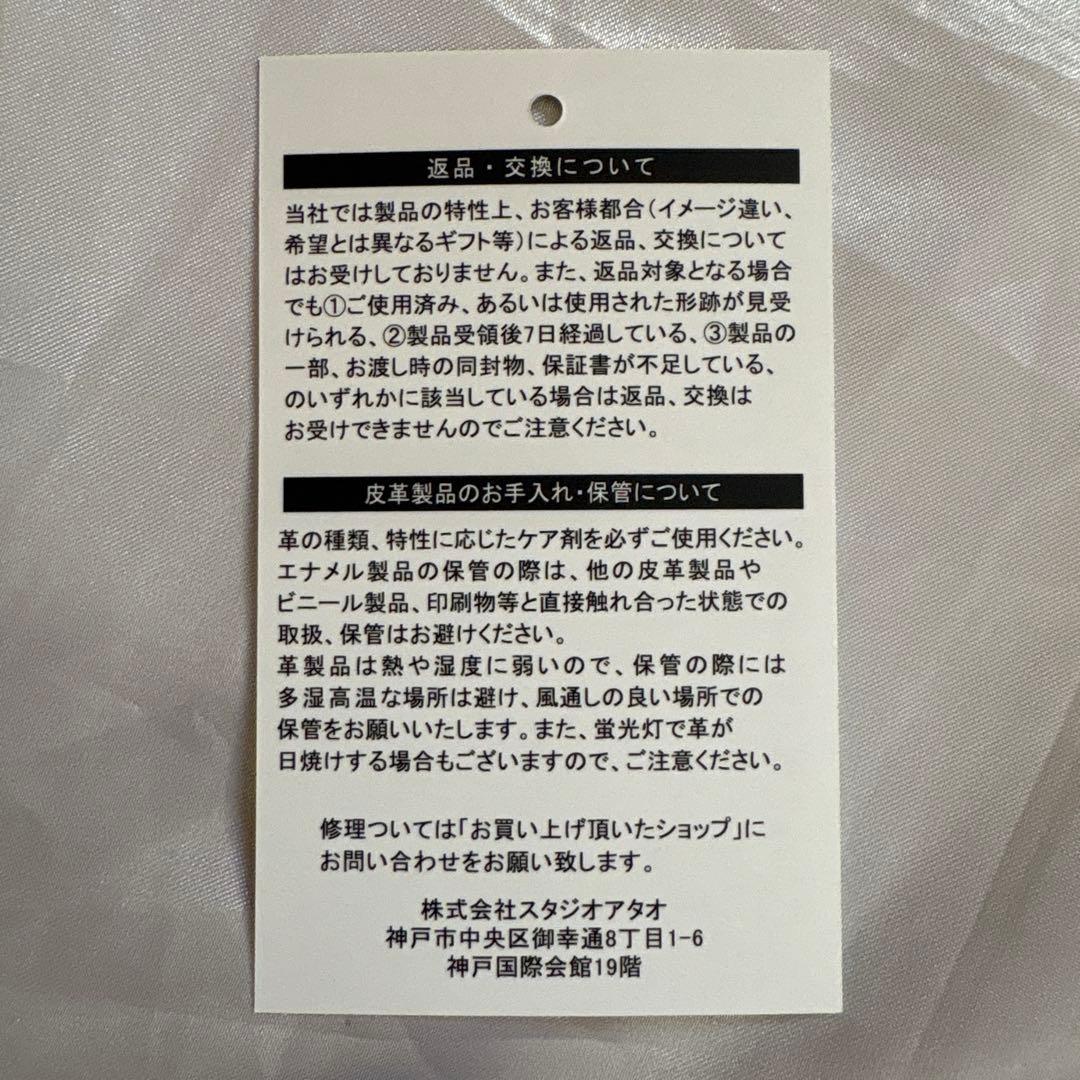 返品・交換について
当社では製品の特性上、お客様都合(イメージ違い、
希望とは異なるギフト等)による返品、交換について
はお受けしておりません。また、返品対象となる場合
でも①ご使用済み、あるいは使用された形跡が見受
けられる、②製品受領後7日経過している、③製品の
一部、お渡し時の同封物、保証書が不足している、
のいずれかに該当している場合は返品、交換は
お受けできませんのでご注意ください。
皮革製品のお手入れ・保管について
革の種類、特性に応じたケア剤を必ずご使用ください。
エナメル製品の保管の際は、他の皮革製品や
ビニール製品、印刷物等と直接触れ合った状態での
取扱、保管はお避けください。
革製品は熱や湿度に弱いので、保管の際には
多湿高温な場所は避け、風通しの良い場所での
保管をお願いいたします。また、蛍光灯で革が
日焼けする場合もございますので、ご注意ください。
修理ついては「お買い上げ頂いたショップ」に
お問い合わせをお願い致します。
株式会社スタジオアタオ
神戸市中央区御幸通8丁目1-6
神戸国際会館19階